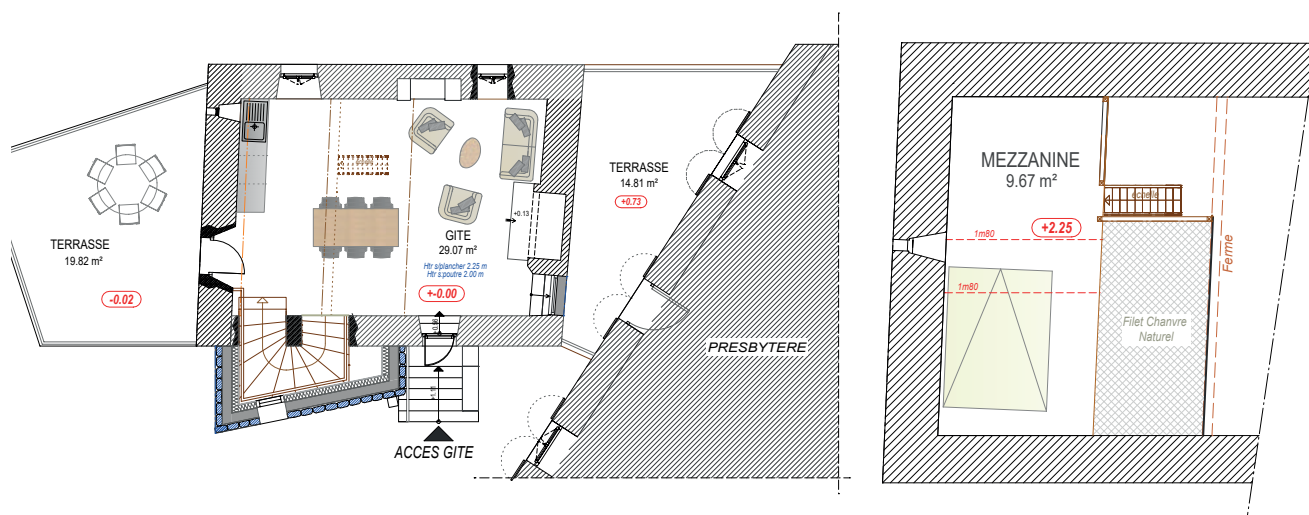 TERRASSE
19.82 m²
-0.02
GITE
29.07 m²
Htr s/plancher 2.25 m
Htr s.poutre 2.00 m
+-0.00
+0.13
TERRASSE
14.81 m²
+0.73
PRESBYTERE
ACCES GITE
MEZZANINE
9.67 m²
échelle
+2.25
1m80
1m80
Filet Chanvre
Naturel
Ferme